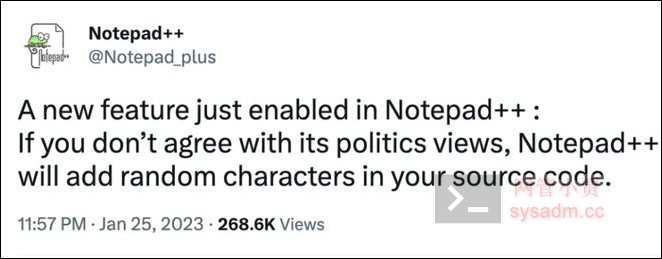 Notepad++
Notepad++
@Notepad_plus
A new feature just enabled in Notepad++ :
If you don’t agree with its politics views, Notepad++
will add random characters in your source code.
网管小贾
sysadm.cc
11:57 PM · Jan 25, 2023 · 268.6K Views